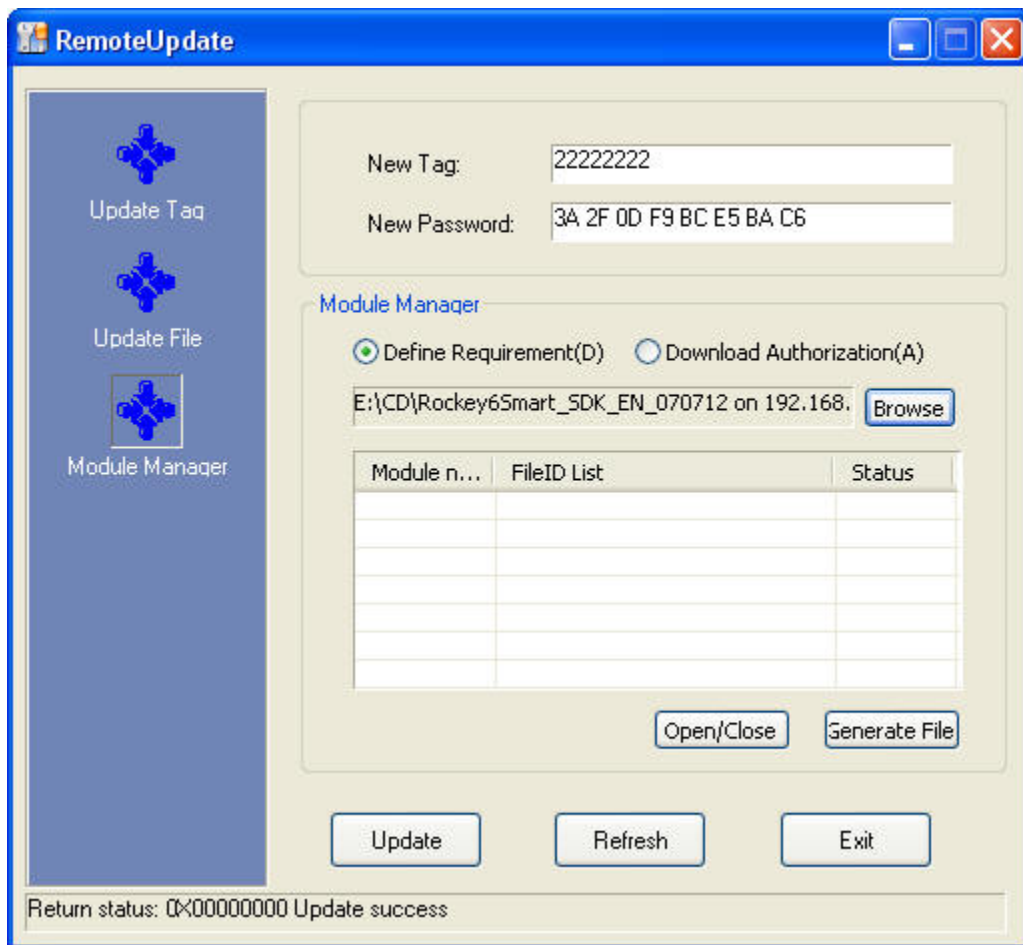 RemoteUpdate
Update Tag
Update File
Module Manager
New Tag: 22222222
New Password: 3A 2F 0D F9 BC E5 BA C6
Module Manager
Define Requirement(D) Download Authorization(A)
E:\CD\Rockey6Smart_SDK_EN_070712 on 192.168. Browse
Module n... FileID List Status
Open/Close Generate File
Update Refresh Exit
Return status: 0X00000000 Update success